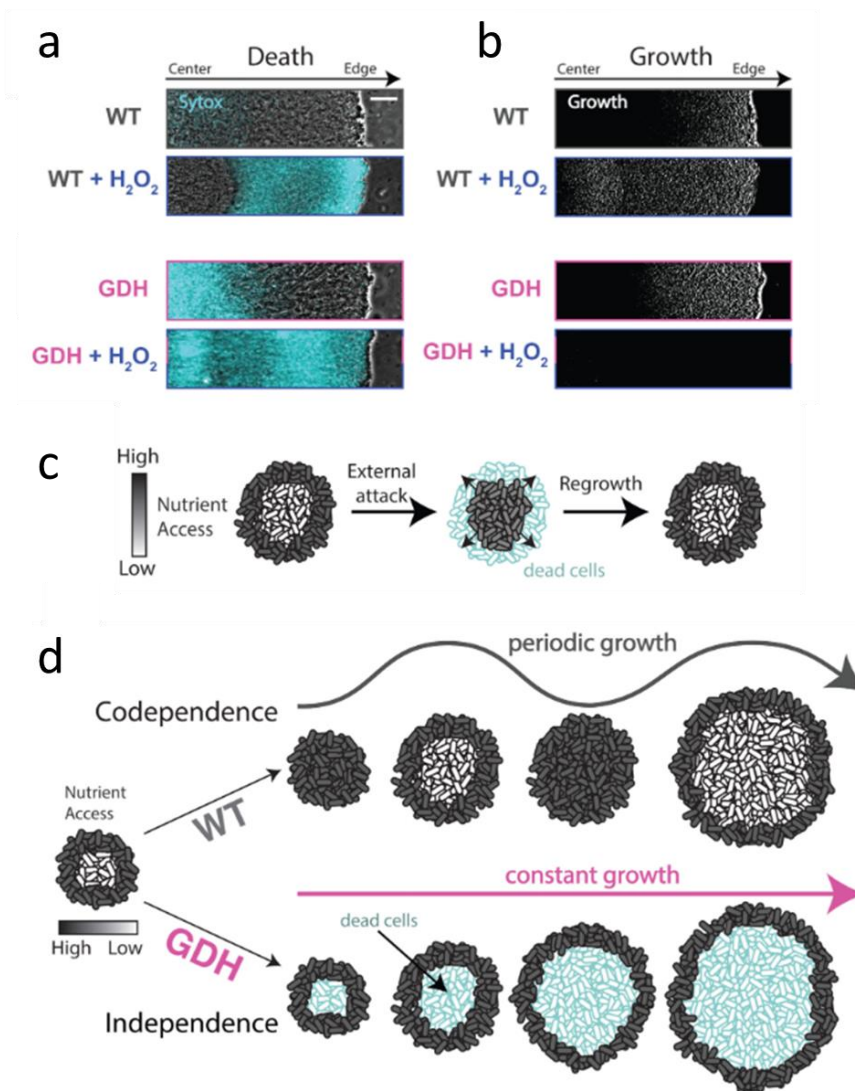 a
Death
Center
Edge
WT
Sytox
WT + H₂O₂
GDH
GDH + H₂O₂
b
Growth
Center
Edge
WT
Growth
WT + H₂O₂
GDH
GDH + H₂O₂
c
High
Nutrient
Access
Low
External
attack
dead cells
Regrowth
d
periodic growth
Codependence
Nutrient
Access
WT
High
Low
GDH
constant growth
dead cells
Independence